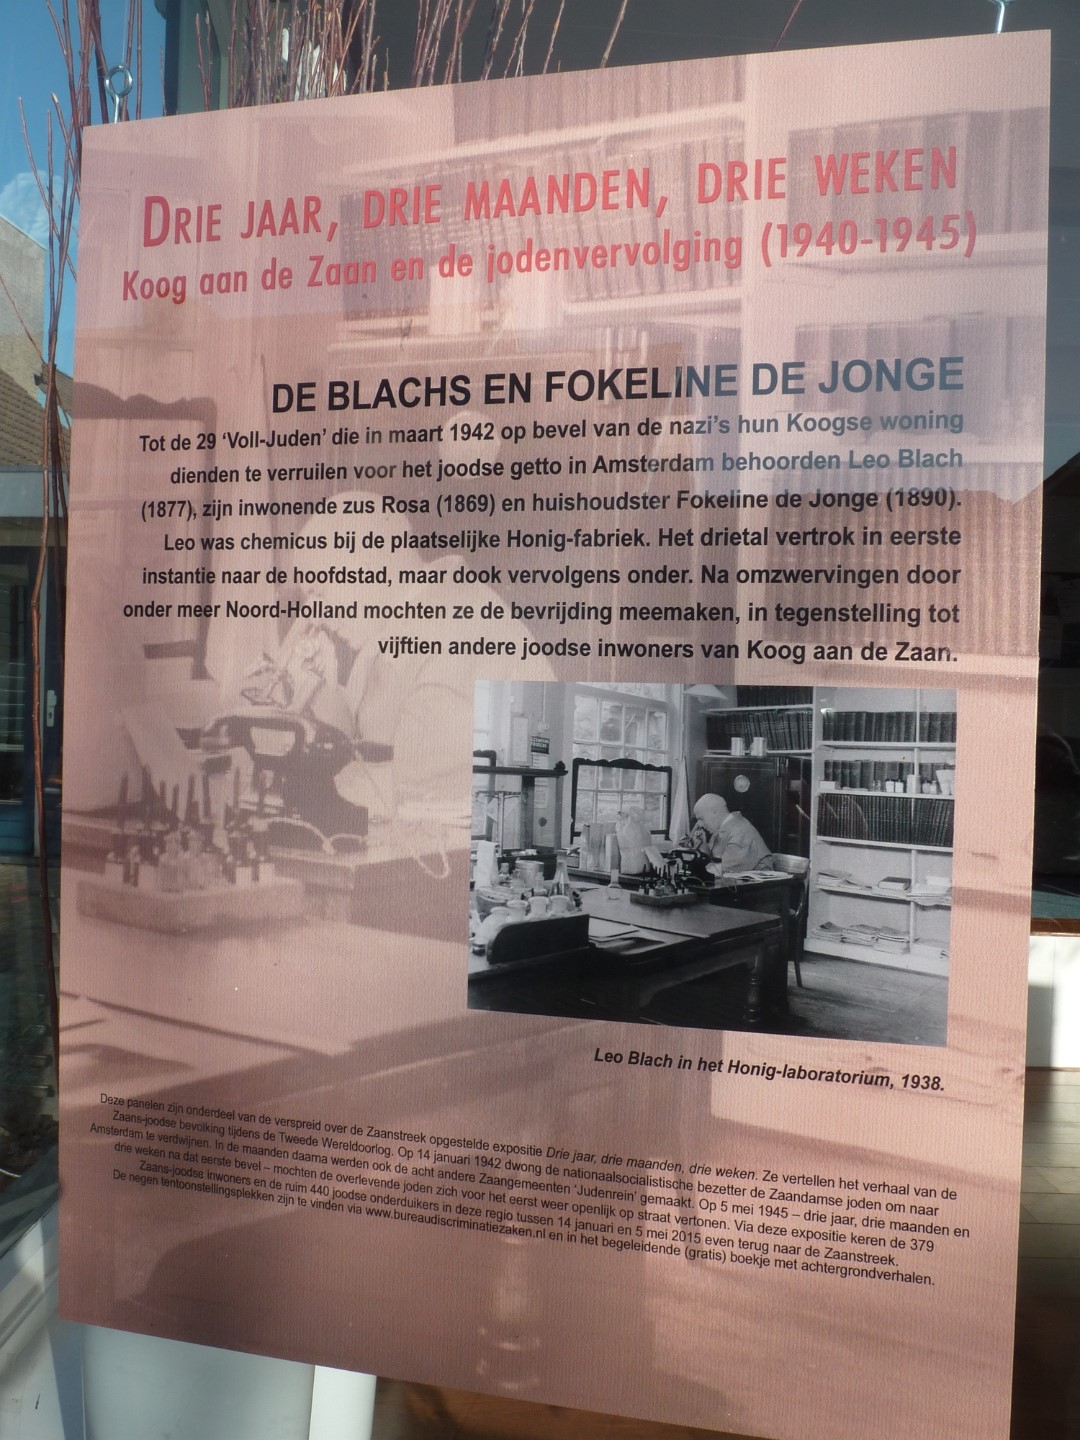 DRIE JAAR, DRIE MAANDEN, DRIE WEKEN
Koog aan de Zaan en de jodenvervolging (1940-1945)
DE BLACHS EN FOKELINE DE JONGE
Tot de 29 ‘Voll-Juden’ die in maart 1942 op bevel van de nazi’s hun Koogse woning
dienden te verruilen voor het joodse getto in Amsterdam behoorden Leo Blach
(1877), zijn inwonende zus Rosa (1869) en huishoudster Fokeline de Jonge (1890).
Leo was chemicus bij de plaatselijke Honig-fabriek. Het drietal vertrok in eerste
instantie naar de hoofdstad, maar dook vervolgens onder. Na omzwervingen door
onder meer Noord-Holland mochten ze de bevrijding meemaken, in tegenstelling tot
vijftien andere joodse inwoners van Koog aan de Zaan.
Leo Blach in het Honig-laboratorium, 1938.
Deze panelen zijn onderdeel van de verspreid over de Zaanstreek opgestelde expositie Drie jaar, drie maanden, drie weken. Ze vertellen het verhaal van de
Zaans-joodse bevolking tijdens de Tweede Wereldoorlog. Op 14 januari 1942 dwong de nationaalsocialistische bezetter de Zaandamse joden om naar
Amsterdam te verdwijnen. In de maanden daarna werden ook de acht andere Zaangemeenten ‘Judenrein’ gemaakt. Op 5 mei 1945 – drie jaar, drie maanden en
drie weken na dat eerste bevel – mochten de overlevende joden zich voor het eerst weer openlijk op straat vertonen. Via deze expositie keren de 379
Zaans-joodse inwoners en de ruim 440 joodse onderduikers in deze regio tussen 14 januari en 5 mei 2015 even terug naar de Zaanstreek.
De negen tentoonstellingsplekken zijn te vinden via www.bureaudiscriminatiezaken.nl en in het begeleidende (gratis) boekje met achtergrondverhalen.